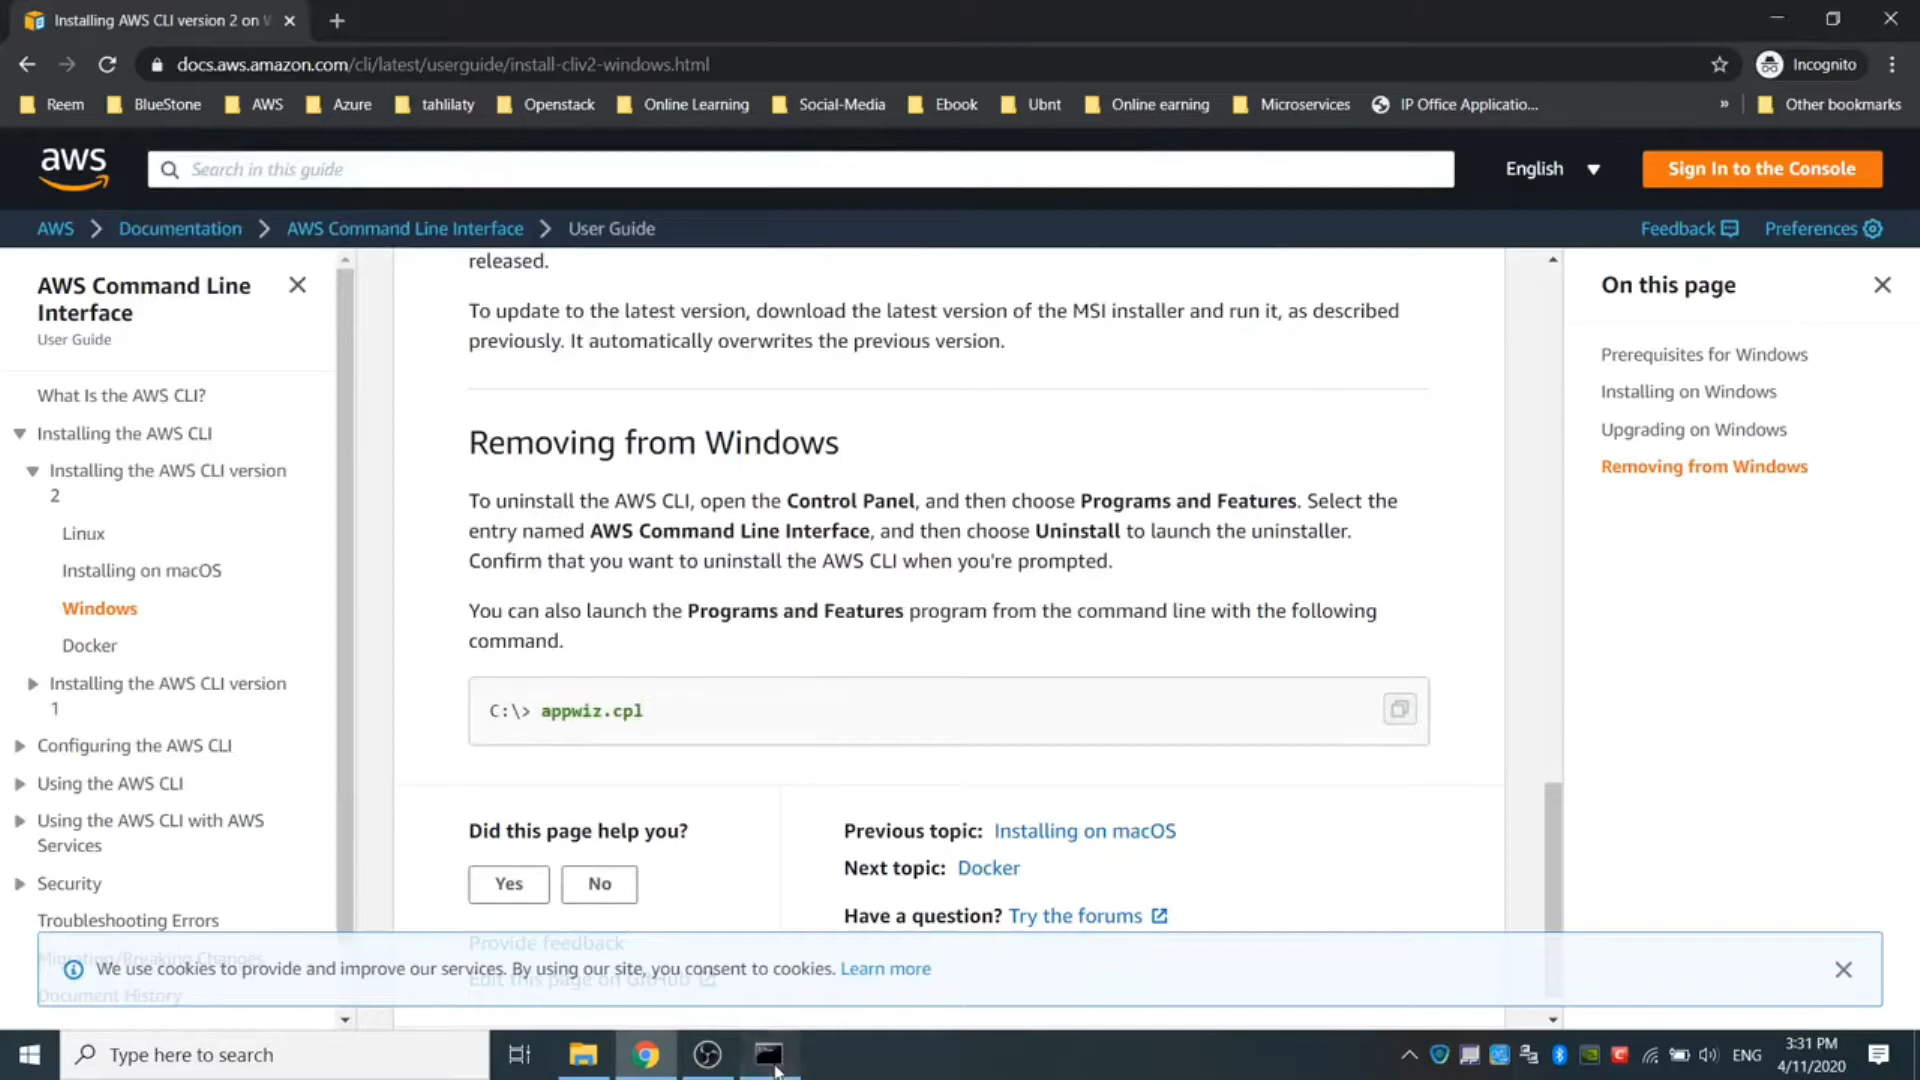 Installing AWS CLI version 2 on
docs.aws.amazon.com/cli/latest/userguide/install-cliv2-windows.html
Incognito
Reem
BlueStone
AWS
Azure
tahlilaty
Openstack
Online Learning
Social-Media
Ebook
Ubnt
Online earning
Microservices
IP Office Applicatio...
»
Other bookmarks
aws
Search in this guide
English
Sign In to the Console
AWS
Documentation
AWS Command Line Interface
User Guide
Feedback
Preferences
AWS Command Line
Interface
User Guide
What Is the AWS CLI?
Installing the AWS CLI
Installing the AWS CLI version
2
Linux
Installing on macOS
Windows
Docker
Installing the AWS CLI version
1
Configuring the AWS CLI
Using the AWS CLI
Using the AWS CLI with AWS
Services
Security
Troubleshooting Errors
Migrating/Breaking Changes
Document History
released.
To update to the latest version, download the latest version of the MSI installer and run it, as described
previously. It automatically overwrites the previous version.
Removing from Windows
To uninstall the AWS CLI, open the Control Panel, and then choose Programs and Features. Select the
entry named AWS Command Line Interface, and then choose Uninstall to launch the uninstaller.
Confirm that you want to uninstall the AWS CLI when you're prompted.
You can also launch the Programs and Features program from the command line with the following
command.
C:\> appwiz.cpl
Did this page help you?
Yes
No
Provide feedback
Edit this page on GitHub
Previous topic: Installing on macOS
Next topic: Docker
Have a question? Try the forums
On this page
Prerequisites for Windows
Installing on Windows
Upgrading on Windows
Removing from Windows
We use cookies to provide and improve our services. By using our site, you consent to cookies. Learn more
Type here to search
ENG
3:31 PM
4/11/2020